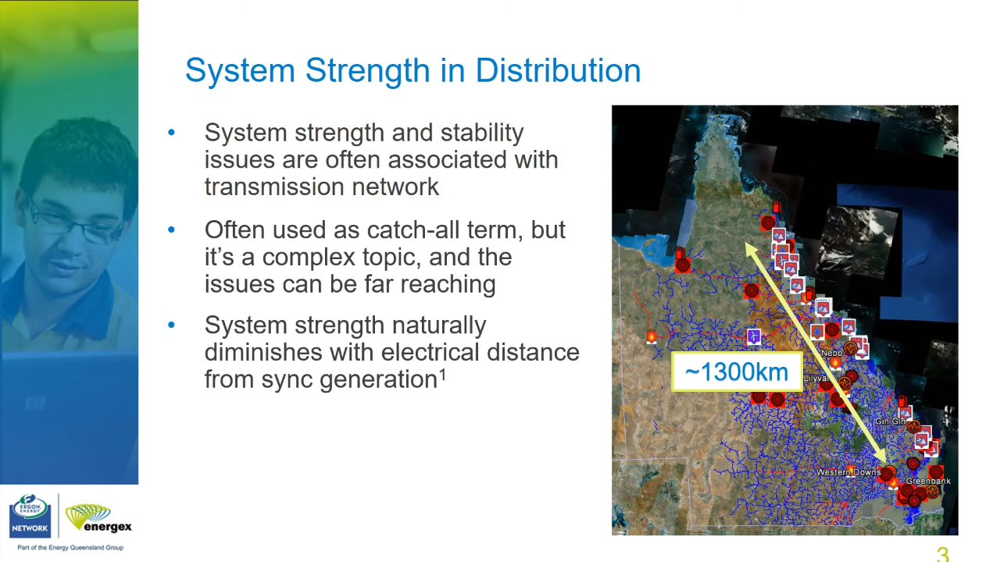 System Strength in Distribution
• System strength and stability
issues are often associated with
transmission network
• Often used as catch-all term, but
it’s a complex topic, and the
issues can be far reaching
• System strength naturally
diminishes with electrical distance
from sync generation¹
Nebo
~1300km
Lilyval
Gin Gin
Western Downs
Greenbank
ERGON
ENERGY
NETWORK
energex
Part of the Energy Queensland Group
3